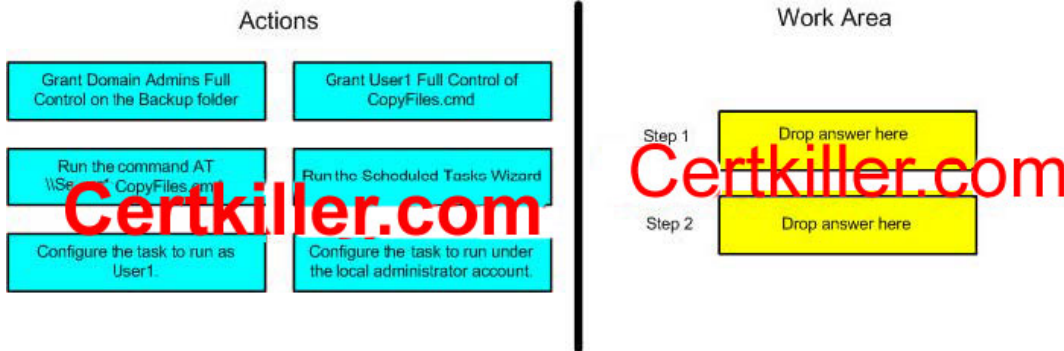 Actions
Work Area
Grant Domain Admins Full
Control on the Backup folder
Grant User1 Full Control of
CopyFiles.cmd
Run the command AT
CopyFiles.cmd
Run the Scheduled Tasks Wizard
Configure the task to run as
User1.
Configure the task to run under
the local administrator account.
Certkiller.com
Step 1
Drop answer here
Certkiller.com
Step 2
Drop answer here